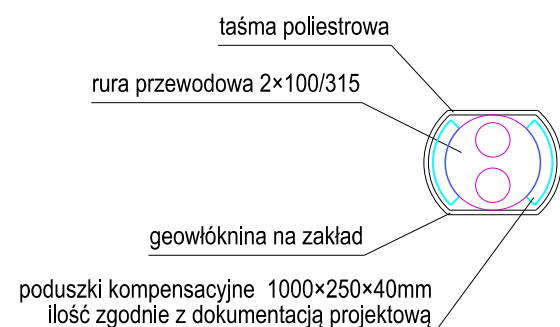 taśma poliestrowa
rura przewodowa 2×100/315
geowłóknina na zakład
poduszki kompensacyjne 1000×250×40mm
ilość zgodnie z dokumentacją projektową